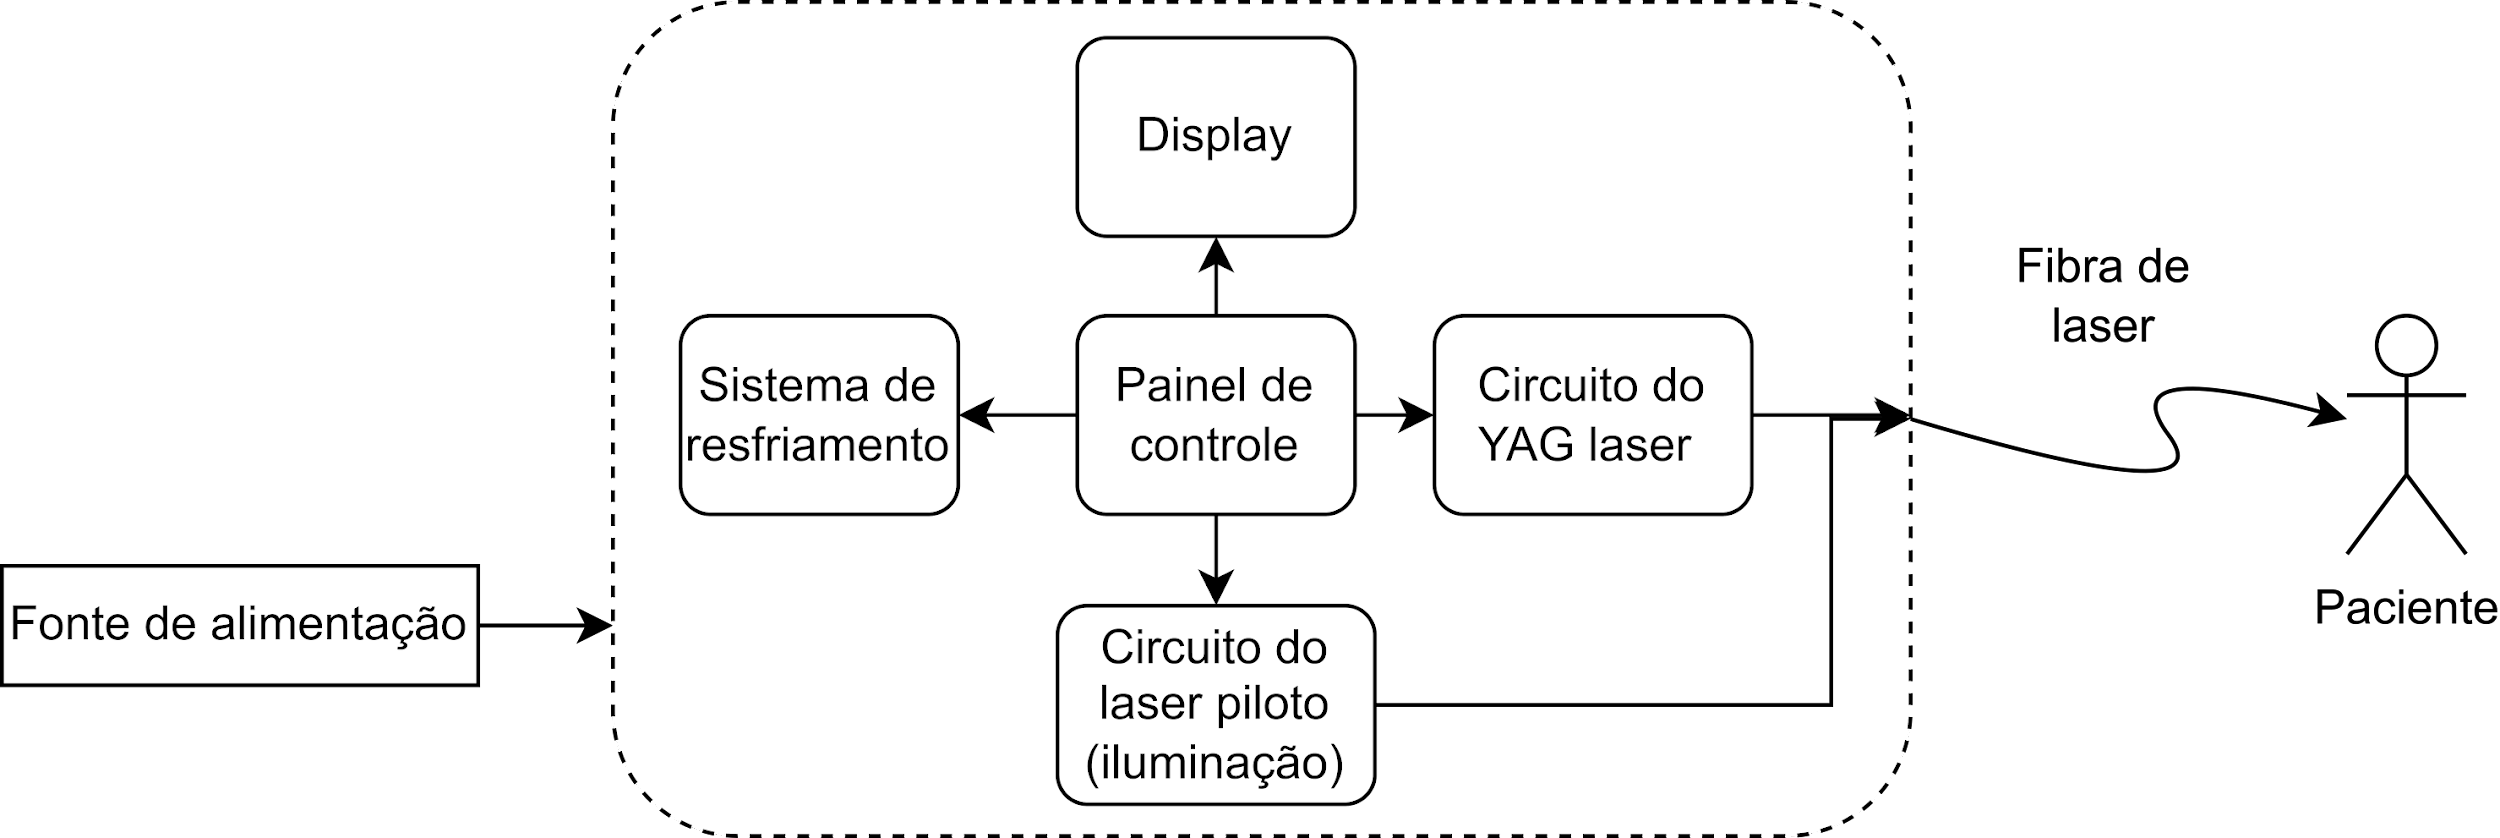 Display
Sistema de
resfriamento
Painel de
controle
Circuito do
YAG laser
Fibra de
laser
Paciente
Fonte de alimentação
Circuito do
laser piloto
(iluminação)